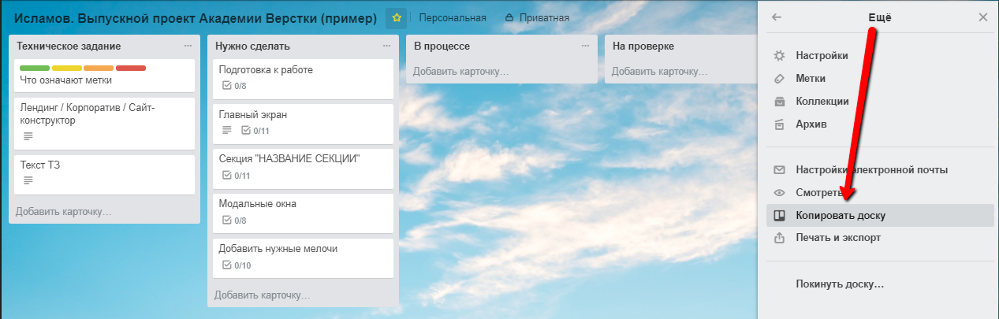 Исламов. Выпускной проект Академии Верстки (пример)
Персональная
Приватная
Техническое задание
Что означают метки
Лендинг / Корпоратив / Сайт-
конструктор
Текст ТЗ
Добавить карточку…
Нужно сделать
Подготовка к работе
0/8
Главный экран
0/11
Секция "НАЗВАНИЕ СЕКЦИИ"
0/11
Модальные окна
0/8
Добавить нужные мелочи
0/10
Добавить карточку…
В процессе
Добавить карточку…
На проверке
Добавить карточку…
Ещё
Настройки
Метки
Коллекции
Архив
Настройки электронной почты
Смотреть
Копировать доску
Печать и экспорт
Покинуть доску…